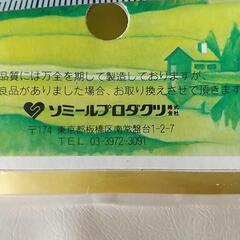 品質には万全を期して製造しておりますが、
良品がありました場合、お取り換えさせて頂きます
ソミールプロダクツ株式会社
〒174 東京都板橋区南常盤台1-2-7
TEL 03-3972-3091